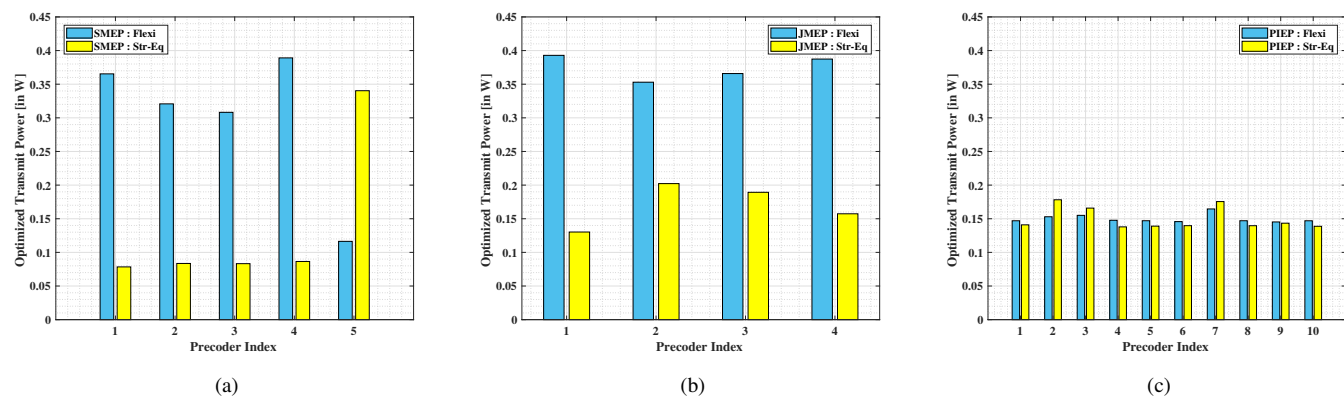 SMEP : Flexi
SMEP : Str-Eq
Optimized Transmit Power [in W]
0.45
0.4
0.35
0.3
0.25
0.2
0.15
0.1
0.05
0
1 2 3 4 5
Precoder Index
(a)
JMEP : Flexi
JMEP : Str-Eq
Optimized Transmit Power [in W]
0.45
0.4
0.35
0.3
0.25
0.2
0.15
0.1
0.05
0
1 2 3 4
Precoder Index
(b)
PIEP : Flexi
PIEP : Str-Eq
Optimized Transmit Power [in W]
0.45
0.4
0.35
0.3
0.25
0.2
0.15
0.1
0.05
0
1 2 3 4 5 6 7 8 9 10
Precoder Index
(c)